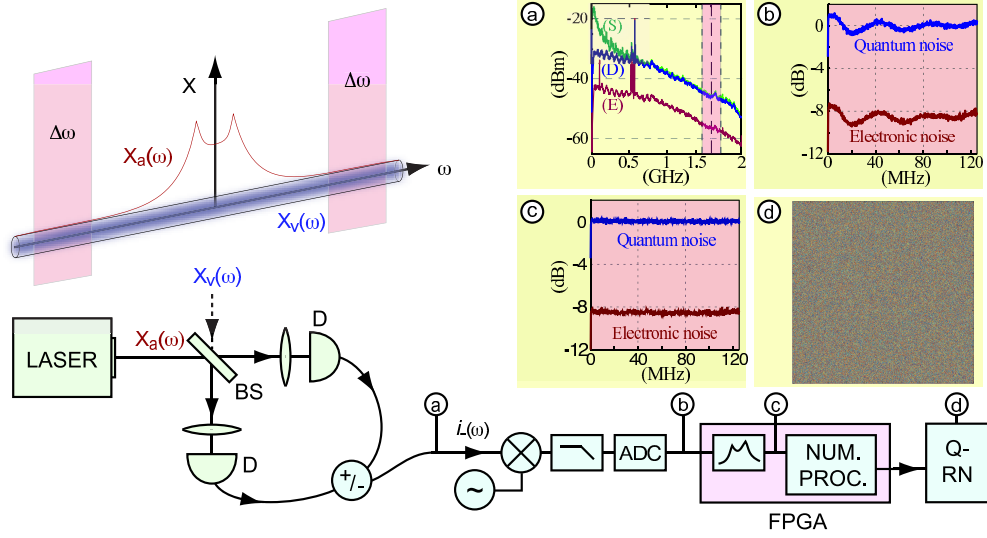 Δω
Δω
X
Xₐ(ω)
ω
Xᵥ(ω)
ⓐ
-20
-40
-60
(dBm)
(S)
(D)
(E)
0
0.5
1
1.5
2
(GHz)
ⓑ
0
-4
-8
-12
(dB)
Quantum noise
Electronic noise
0
40
80
120
(MHz)
ⓒ
0
-4
-8
-12
(dB)
Quantum noise
Electronic noise
0
40
80
120
(MHz)
ⓓ
Xᵥ(ω)
LASER
Xₐ(ω)
BS
D
D
+/-
ⓐ
i_(ω)
~
ADC
ⓑ
ⓒ
NUM.
PROC.
FPGA
ⓓ
Q-
RN